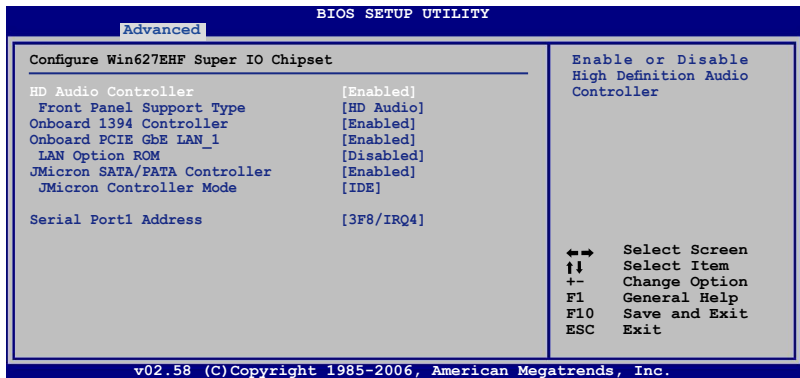 BIOS SETUP UTILITY
Advanced
Configure Win627EHF Super IO Chipset
HD Audio Controller [Enabled]
Front Panel Support Type [HD Audio]
Onboard 1394 Controller [Enabled]
Onboard PCIE GbE LAN_1 [Enabled]
LAN Option ROM [Disabled]
JMicron SATA/PATA Controller [Enabled]
JMicron Controller Mode [IDE]
Serial Port1 Address [3F8/IRQ4]
Enable or Disable
High Definition Audio
Controller
←→ Select Screen
↑↓ Select Item
+- Change Option
F1 General Help
F10 Save and Exit
ESC Exit
v02.58 (C)Copyright 1985-2006, American Megatrends, Inc.